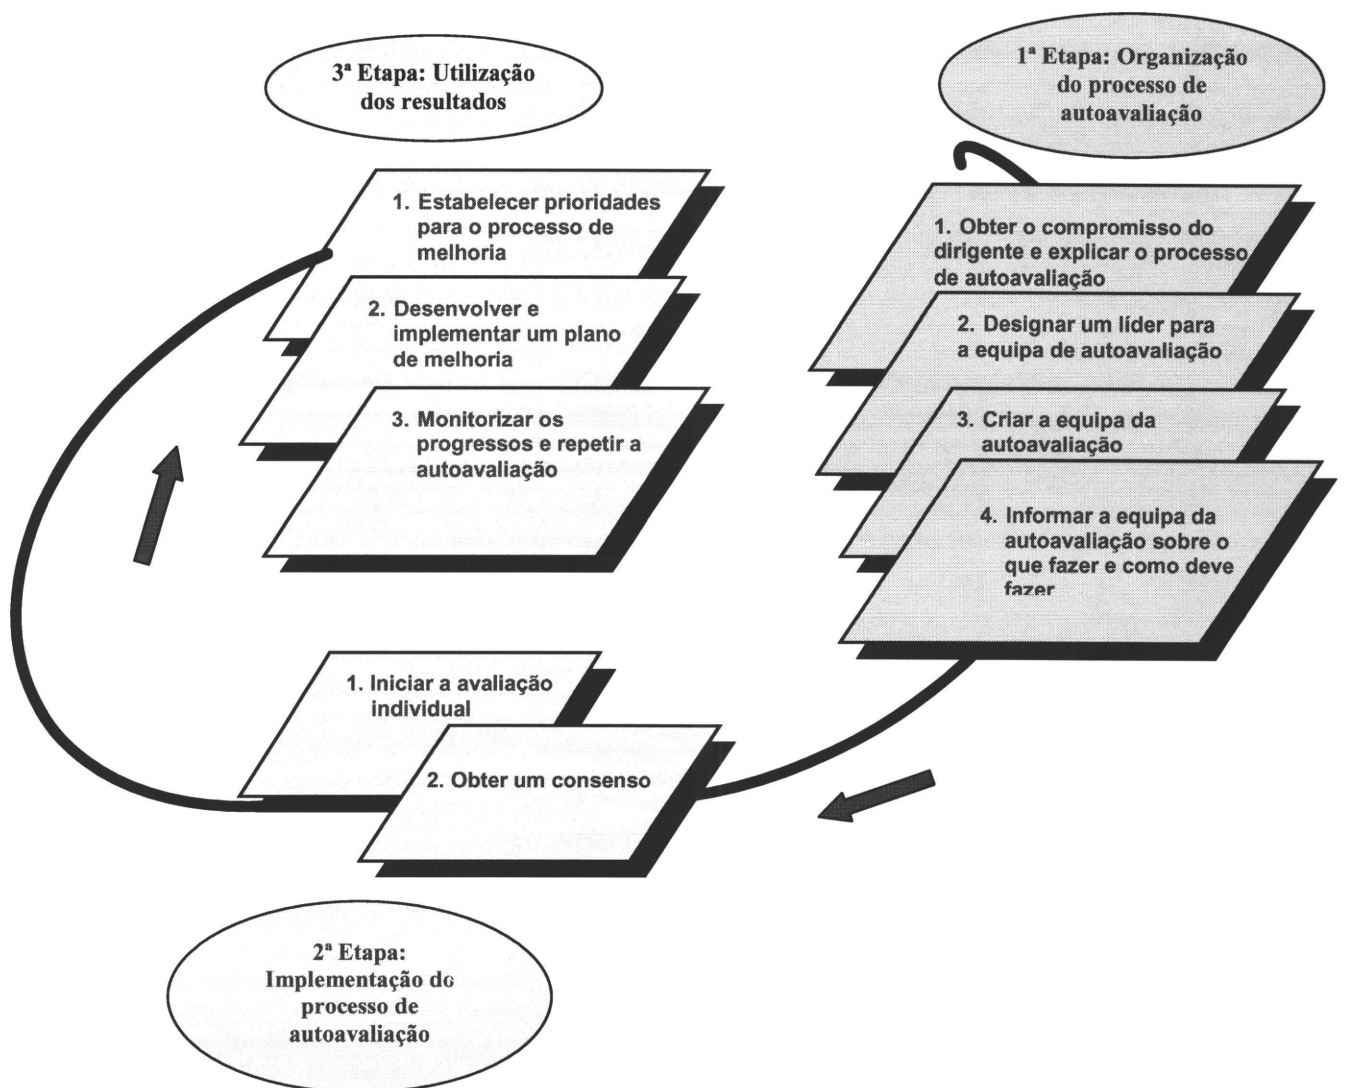 3ª Etapa: Utilização
dos resultados
1. Estabelecer prioridades
para o processo de
melhoria
2. Desenvolver e
implementar um plano
de melhoria
3. Monitorizar os
progressos e repetir a
autoavaliação
1ª Etapa: Organização
do processo de
autoavaliação
1. Obter o compromisso do
dirigente e explicar o processo
de autoavaliação
2. Designar um líder para
a equipa de autoavaliação
3. Criar a equipa da
autoavaliação
4. Informar a equipa da
autoavaliação sobre o
que fazer e como deve
fazer
1. Iniciar a avaliação
individual
2. Obter um consenso
2ª Etapa:
Implementação do
processo de
autoavaliação